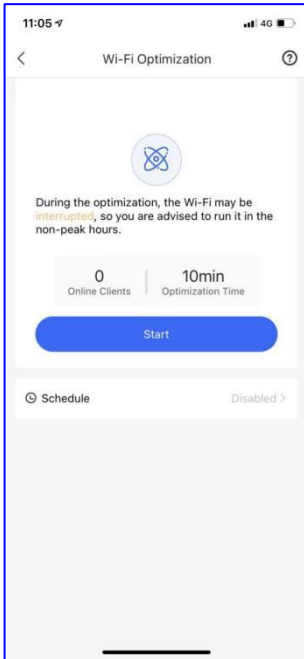 11:05 4G
Wi-Fi Optimization
During the optimization, the Wi-Fi may be
interrupted, so you are advised to run it in the
non-peak hours.
0 10min
Online Clients Optimization Time
Start
Schedule Disabled